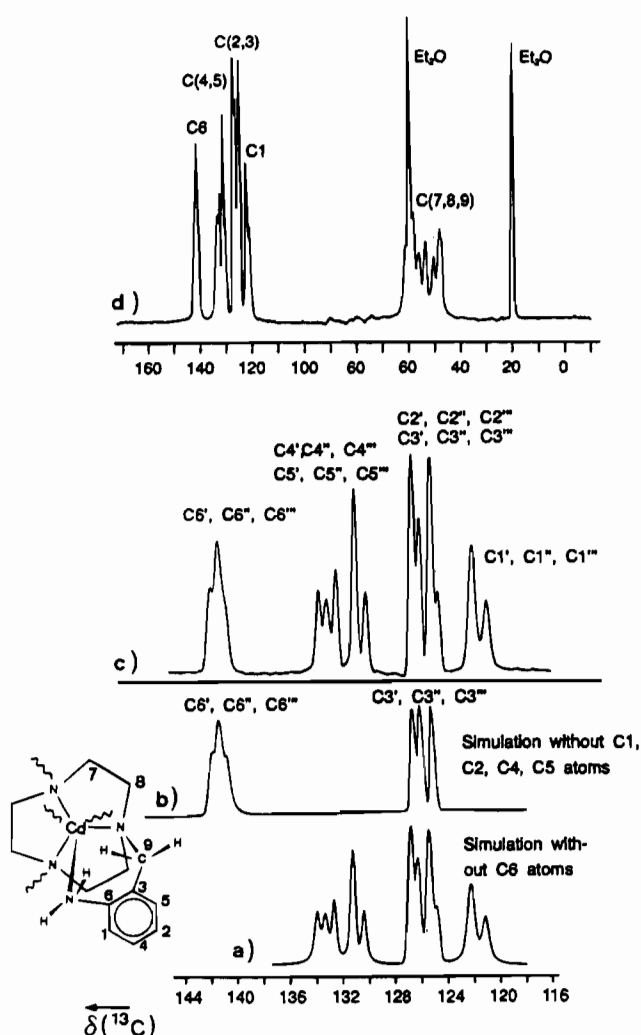 C(2,3)
C(4,5)
C6
C1
Et₂O
Et₂O
C(7,8,9)
d)
160 140 120 100 80 60 40 20 0
C2', C2'', C2'''
C3', C3'', C3'''
C4', C4'', C4'''
C5', C5'', C5'''
C6', C6'', C6'''
C1', C1'', C1'''
c)
C6', C6'', C6'''
C3', C3'', C3'''
Simulation without C1,
C2, C4, C5 atoms
b)
7
8
N
N
Cd
N
9
H
H
H
N
H
6
3
5
1
2
4
Simulation with-
out C6 atoms
a)
144 140 136 131 126 124 120 116
δ(¹³C)